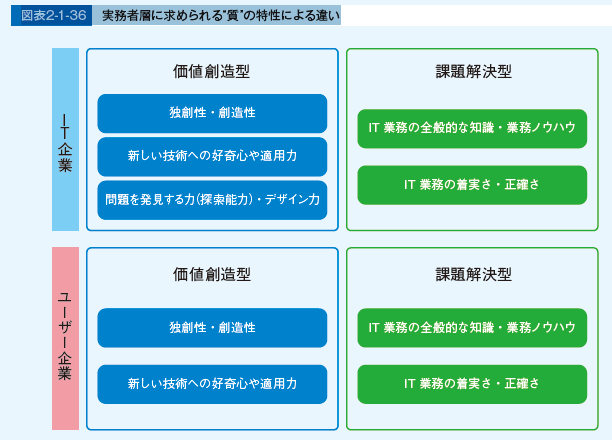 図表2-1-36 実務者層に求められる"質"の特性による違い
IT企業
価値創造型
独創性・創造性
新しい技術への好奇心や適用力
問題を発見する力(探索能力)・デザイン力
課題解決型
IT 業務の全般的な知識・業務ノウハウ
IT 業務の着実さ・正確さ
ユーザー企業
価値創造型
独創性・創造性
新しい技術への好奇心や適用力
課題解決型
IT 業務の全般的な知識・業務ノウハウ
IT 業務の着実さ・正確さ